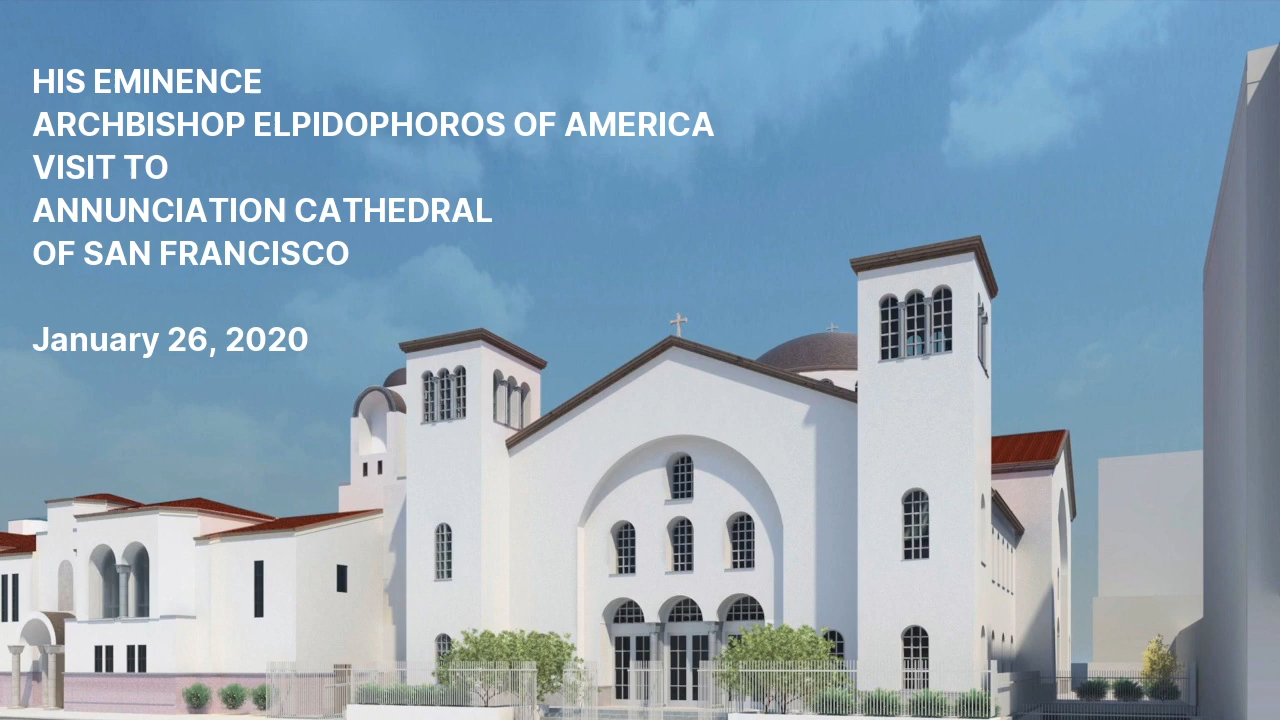 HIS EMINENCE
ARCHBISHOP ELPIDOPHOROS OF AMERICA
VISIT TO
ANNUNCIATION CATHEDRAL
OF SAN FRANCISCO
January 26, 2020